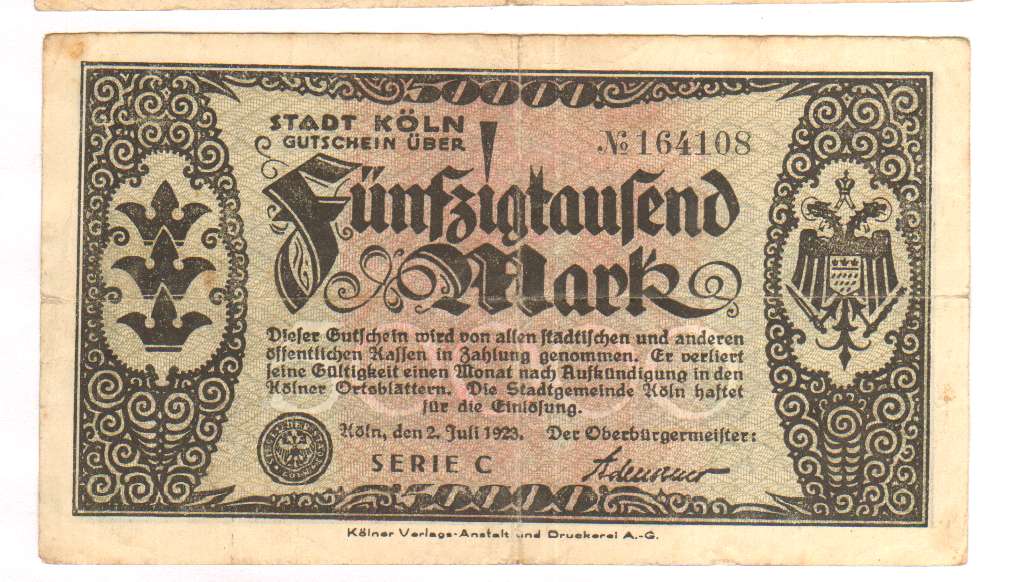 50000
STADT KÖLN
GUTSCHEIN ÜBER
№ 164108
Fünfzigtausend
Mark
Dieser Gutschein wird von allen städtischen und anderen
öffentlichen Kassen in Zahlung genommen. Er verliert
seine Gültigkeit einen Monat nach Aufkündigung in den
Kölner Ortsblättern. Die Stadtgemeinde Köln haftet
für die Einlösung.
Köln, den 2. Juli 1923. Der Oberbürgermeister:
SERIE C
Adenauer
50000
Kölner Verlags-Anstalt und Druckerei A.-G.